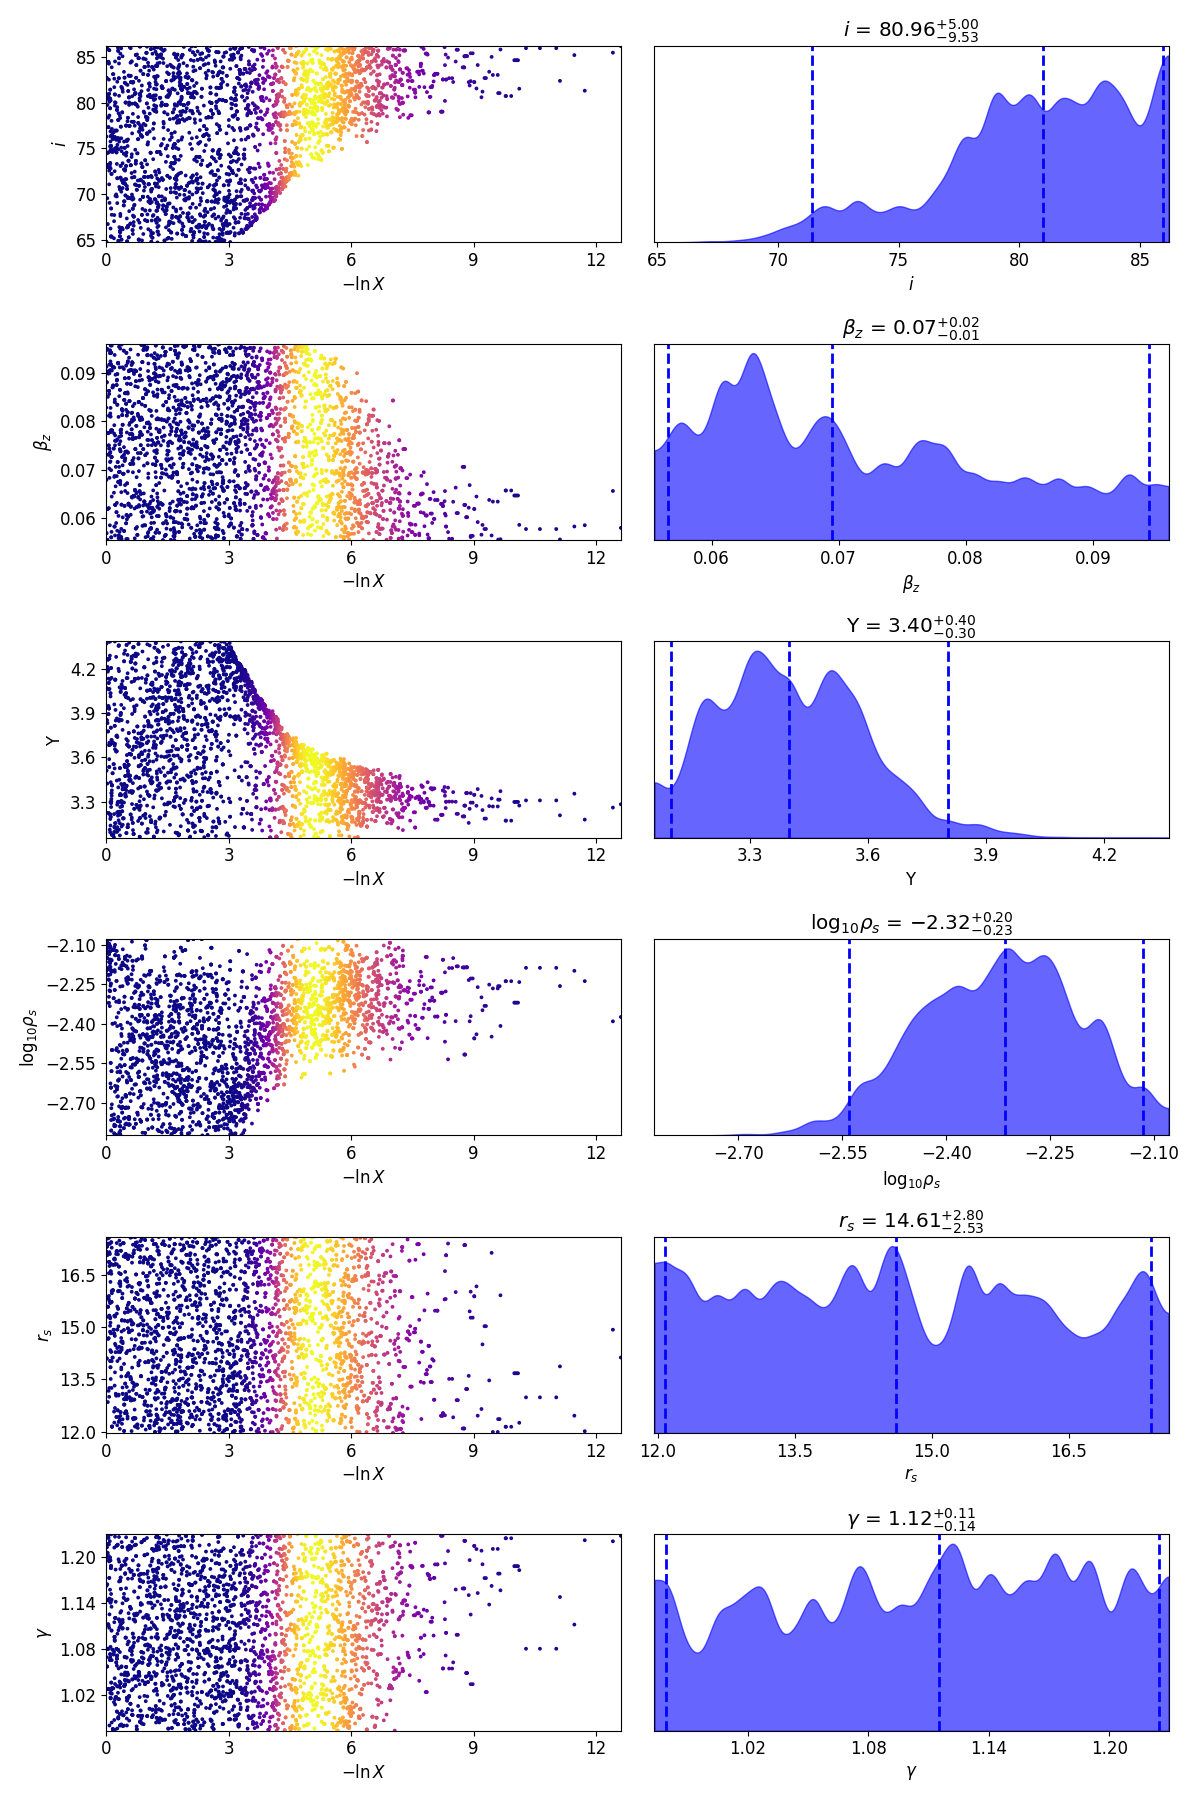 i = 80.96+5.00 −9.53
85
80
75
70
65
i
0 3 6 9 12
−ln X
65 70 75 80 85
i
βz = 0.07+0.02 −0.01
0.09
0.08
0.07
0.06
βz
0 3 6 9 12
−ln X
0.06 0.07 0.08 0.09
βz
Y = 3.40+0.40 −0.30
4.2
3.9
3.6
3.3
Y
0 3 6 9 12
−ln X
3.3 3.6 3.9 4.2
Y
log10ρs = −2.32+0.20 −0.23
−2.10
−2.25
−2.40
−2.55
−2.70
log10ρs
0 3 6 9 12
−ln X
−2.70 −2.55 −2.40 −2.25 −2.10
log10ρs
rs = 14.61+2.80 −2.53
16.5
15.0
13.5
12.0
rs
0 3 6 9 12
−ln X
12.0 13.5 15.0 16.5
rs
γ = 1.12+0.11 −0.14
1.20
1.14
1.08
1.02
γ
0 3 6 9 12
−ln X
1.02 1.08 1.14 1.20
γ